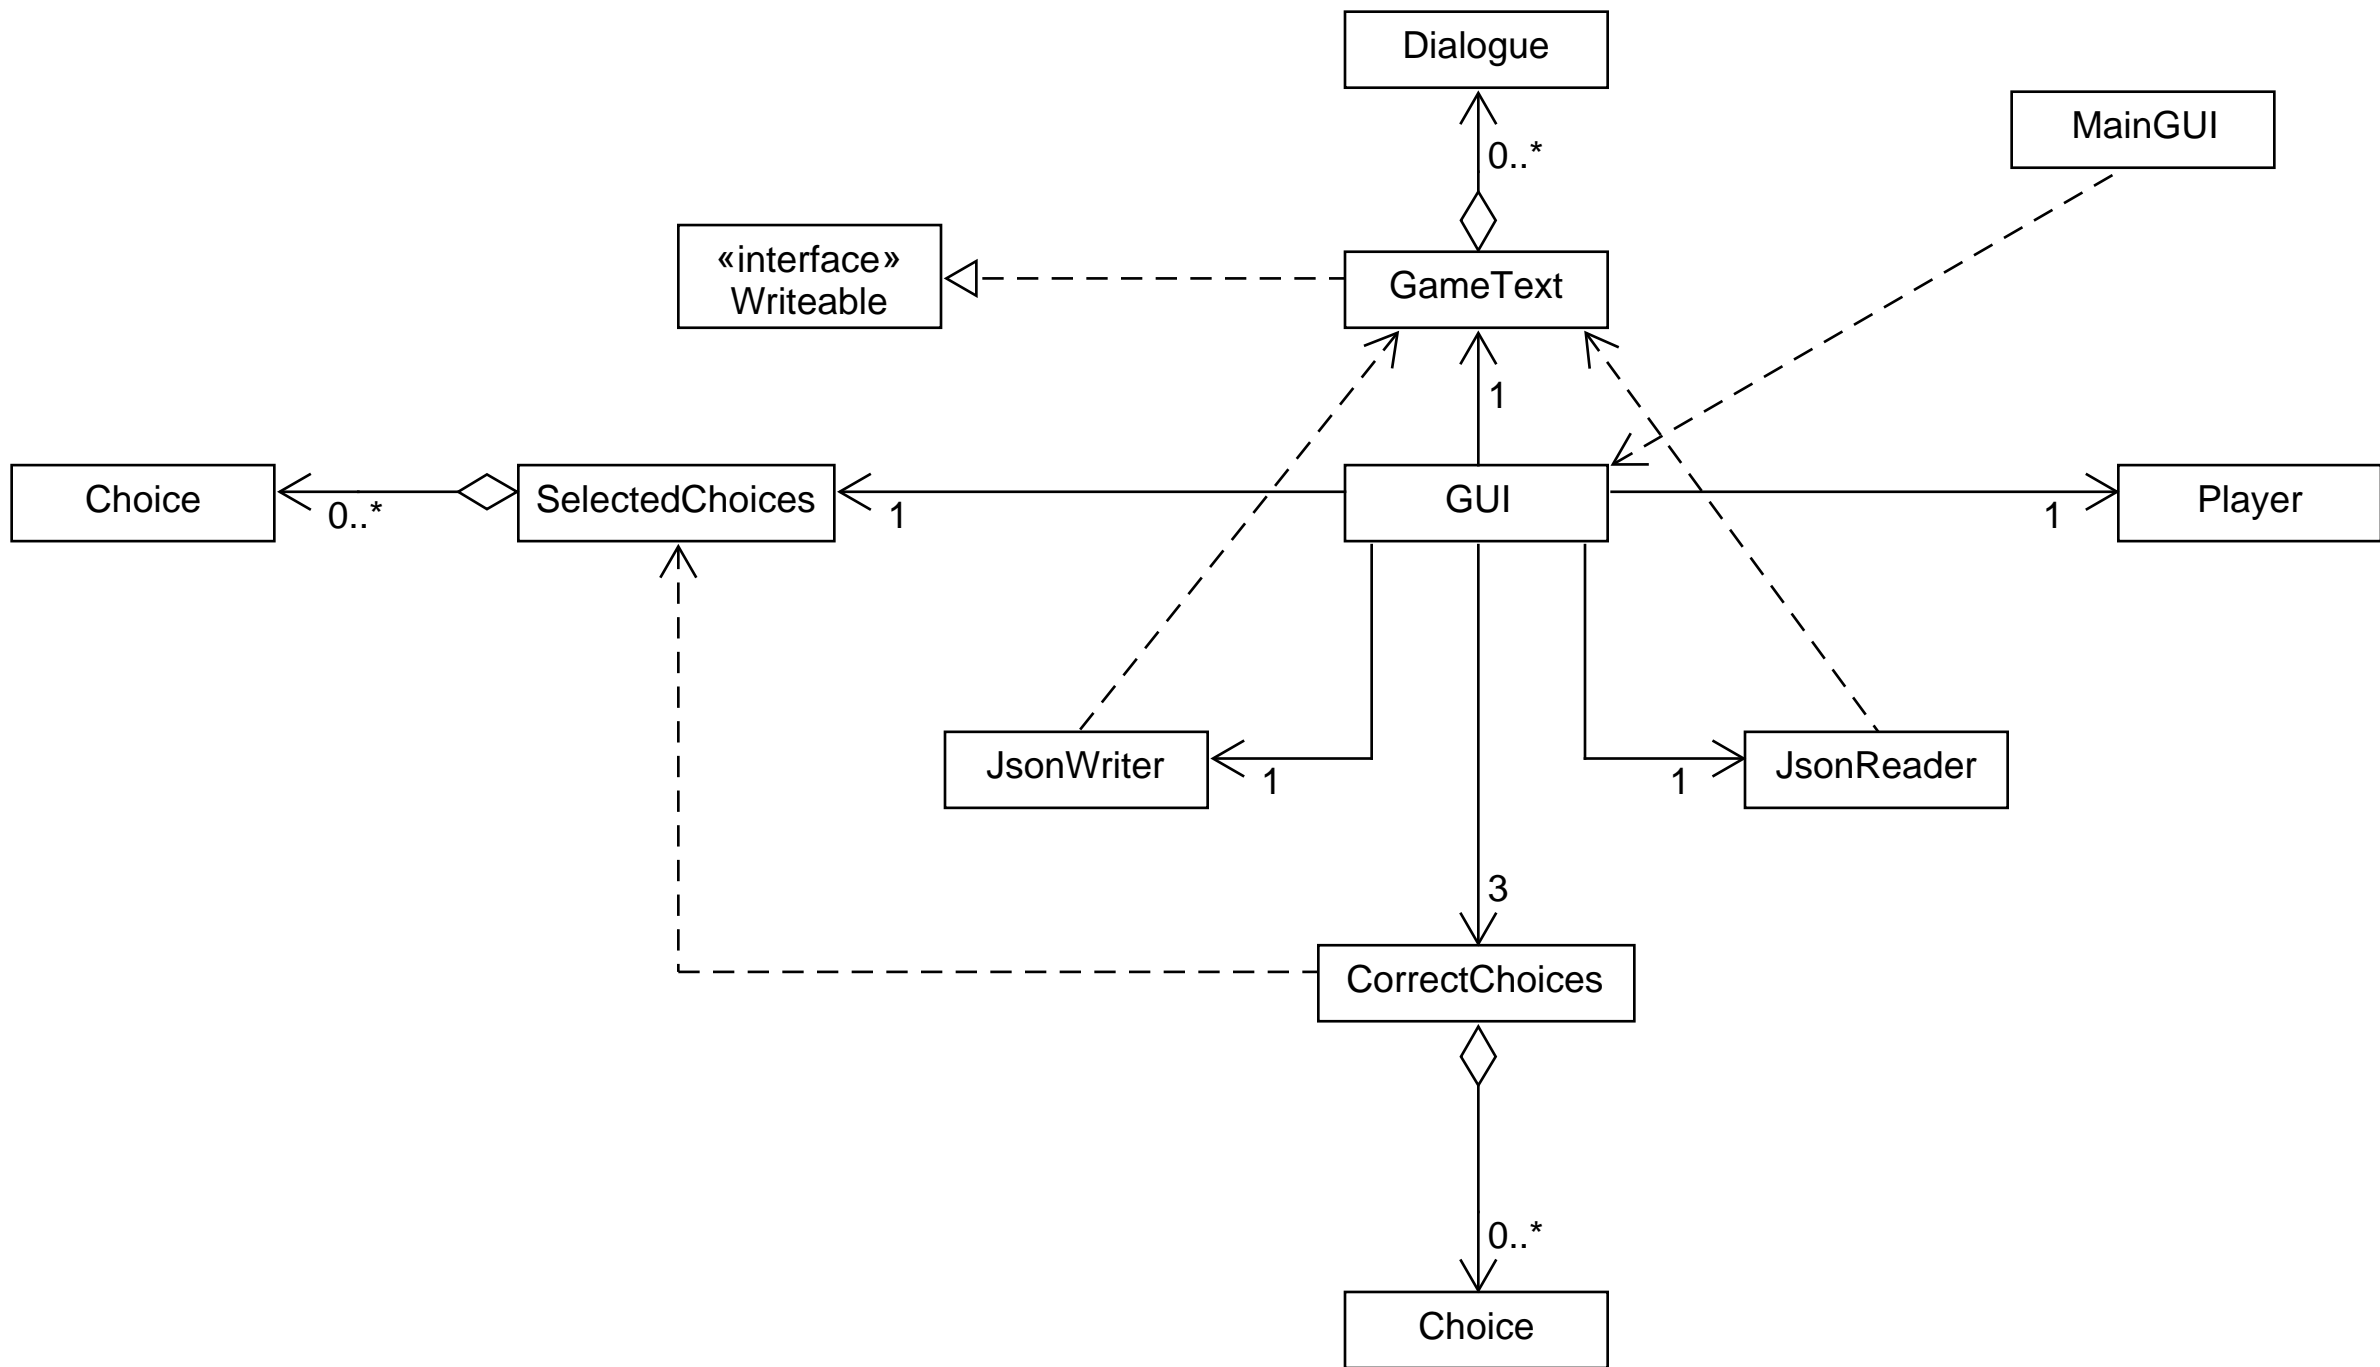 Dialogue
MainGUI
0..*
«interface»
Writeable
GameText
1
Choice
0..*
SelectedChoices
1
GUI
1
Player
JsonWriter
1
1
JsonReader
3
CorrectChoices
0..*
Choice